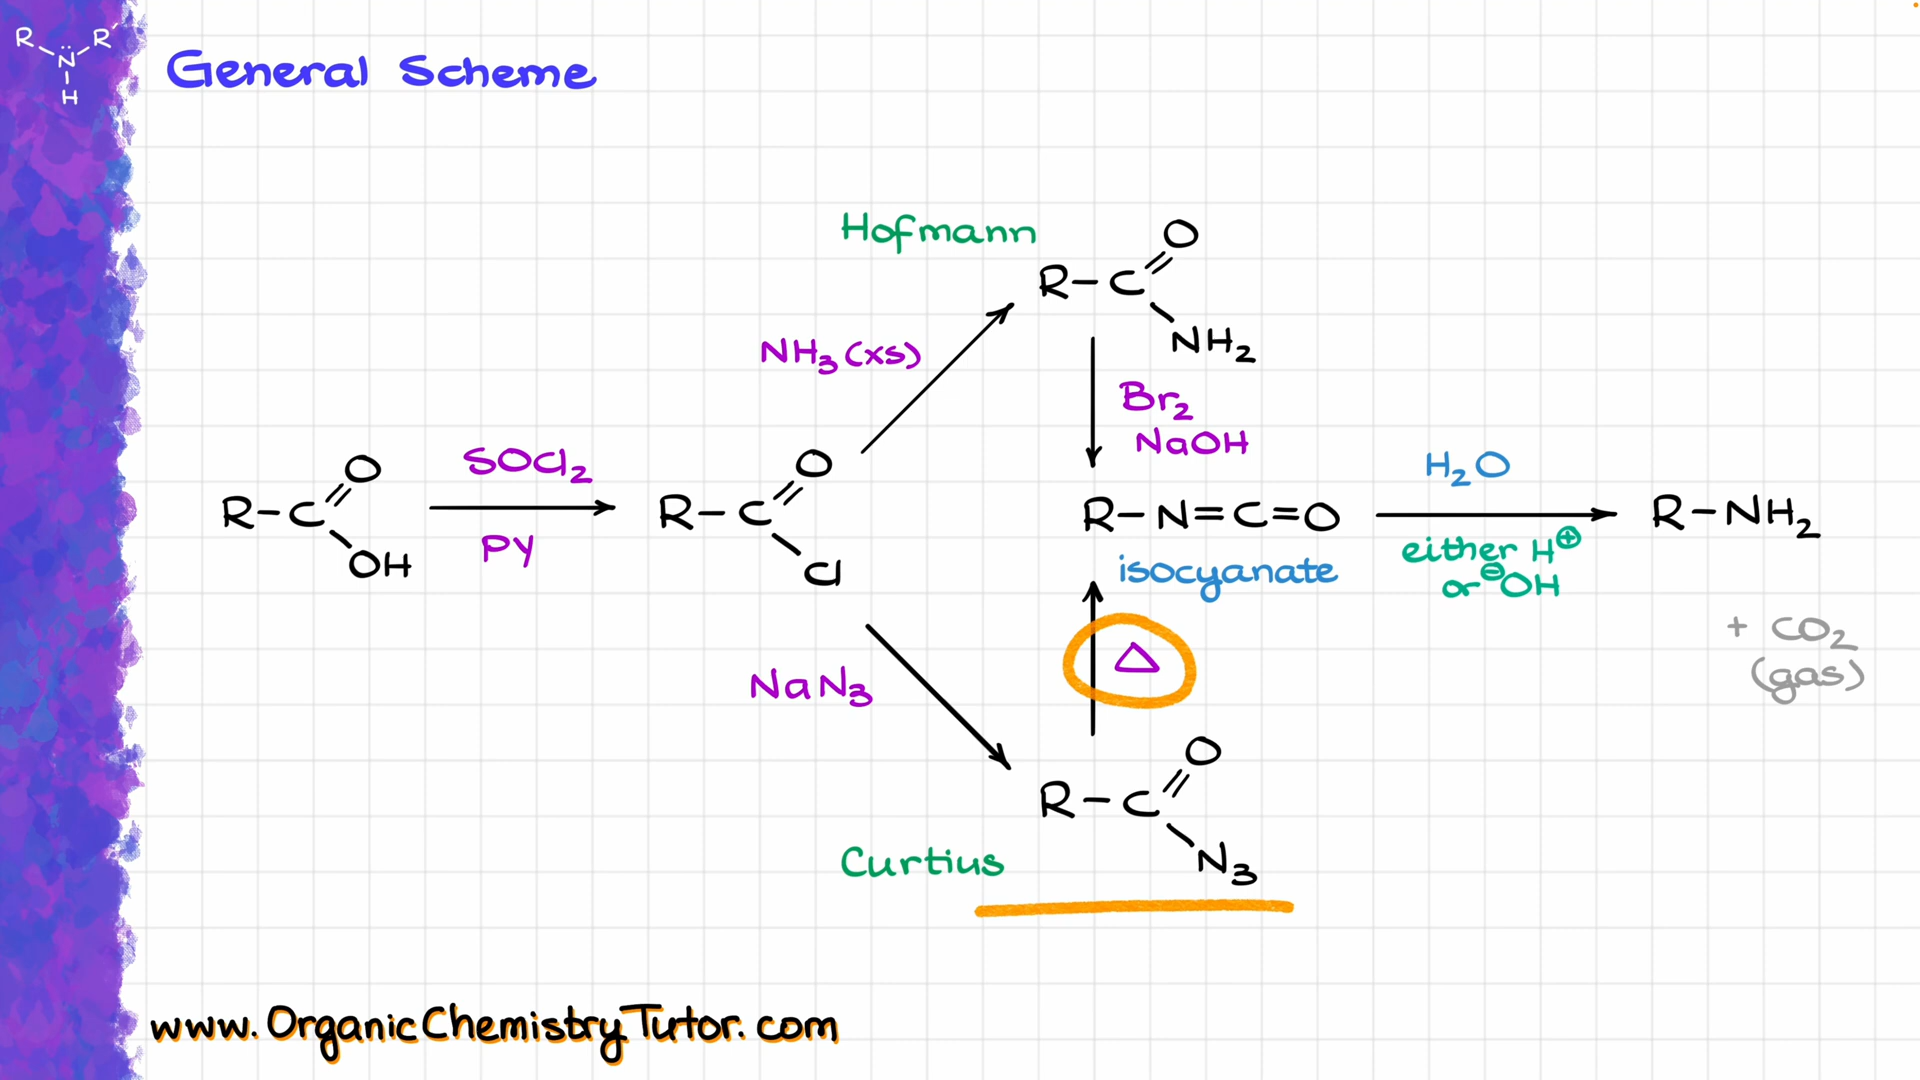 R N̈ R'
H
General Scheme
Hofmann
R-C O
NH₃(xs)
NH₂
Br₂
NaOH
SOCl₂
R-C O
OH
PY
R-C O
Cl
R-N=C=O
isocyanate
H₂O
either H⊕
or ⊖OH
R-NH₂
+ CO₂
(gas)
△
NaN₃
R-C O
N₃
Curtius
www.OrganicChemistryTutor.com